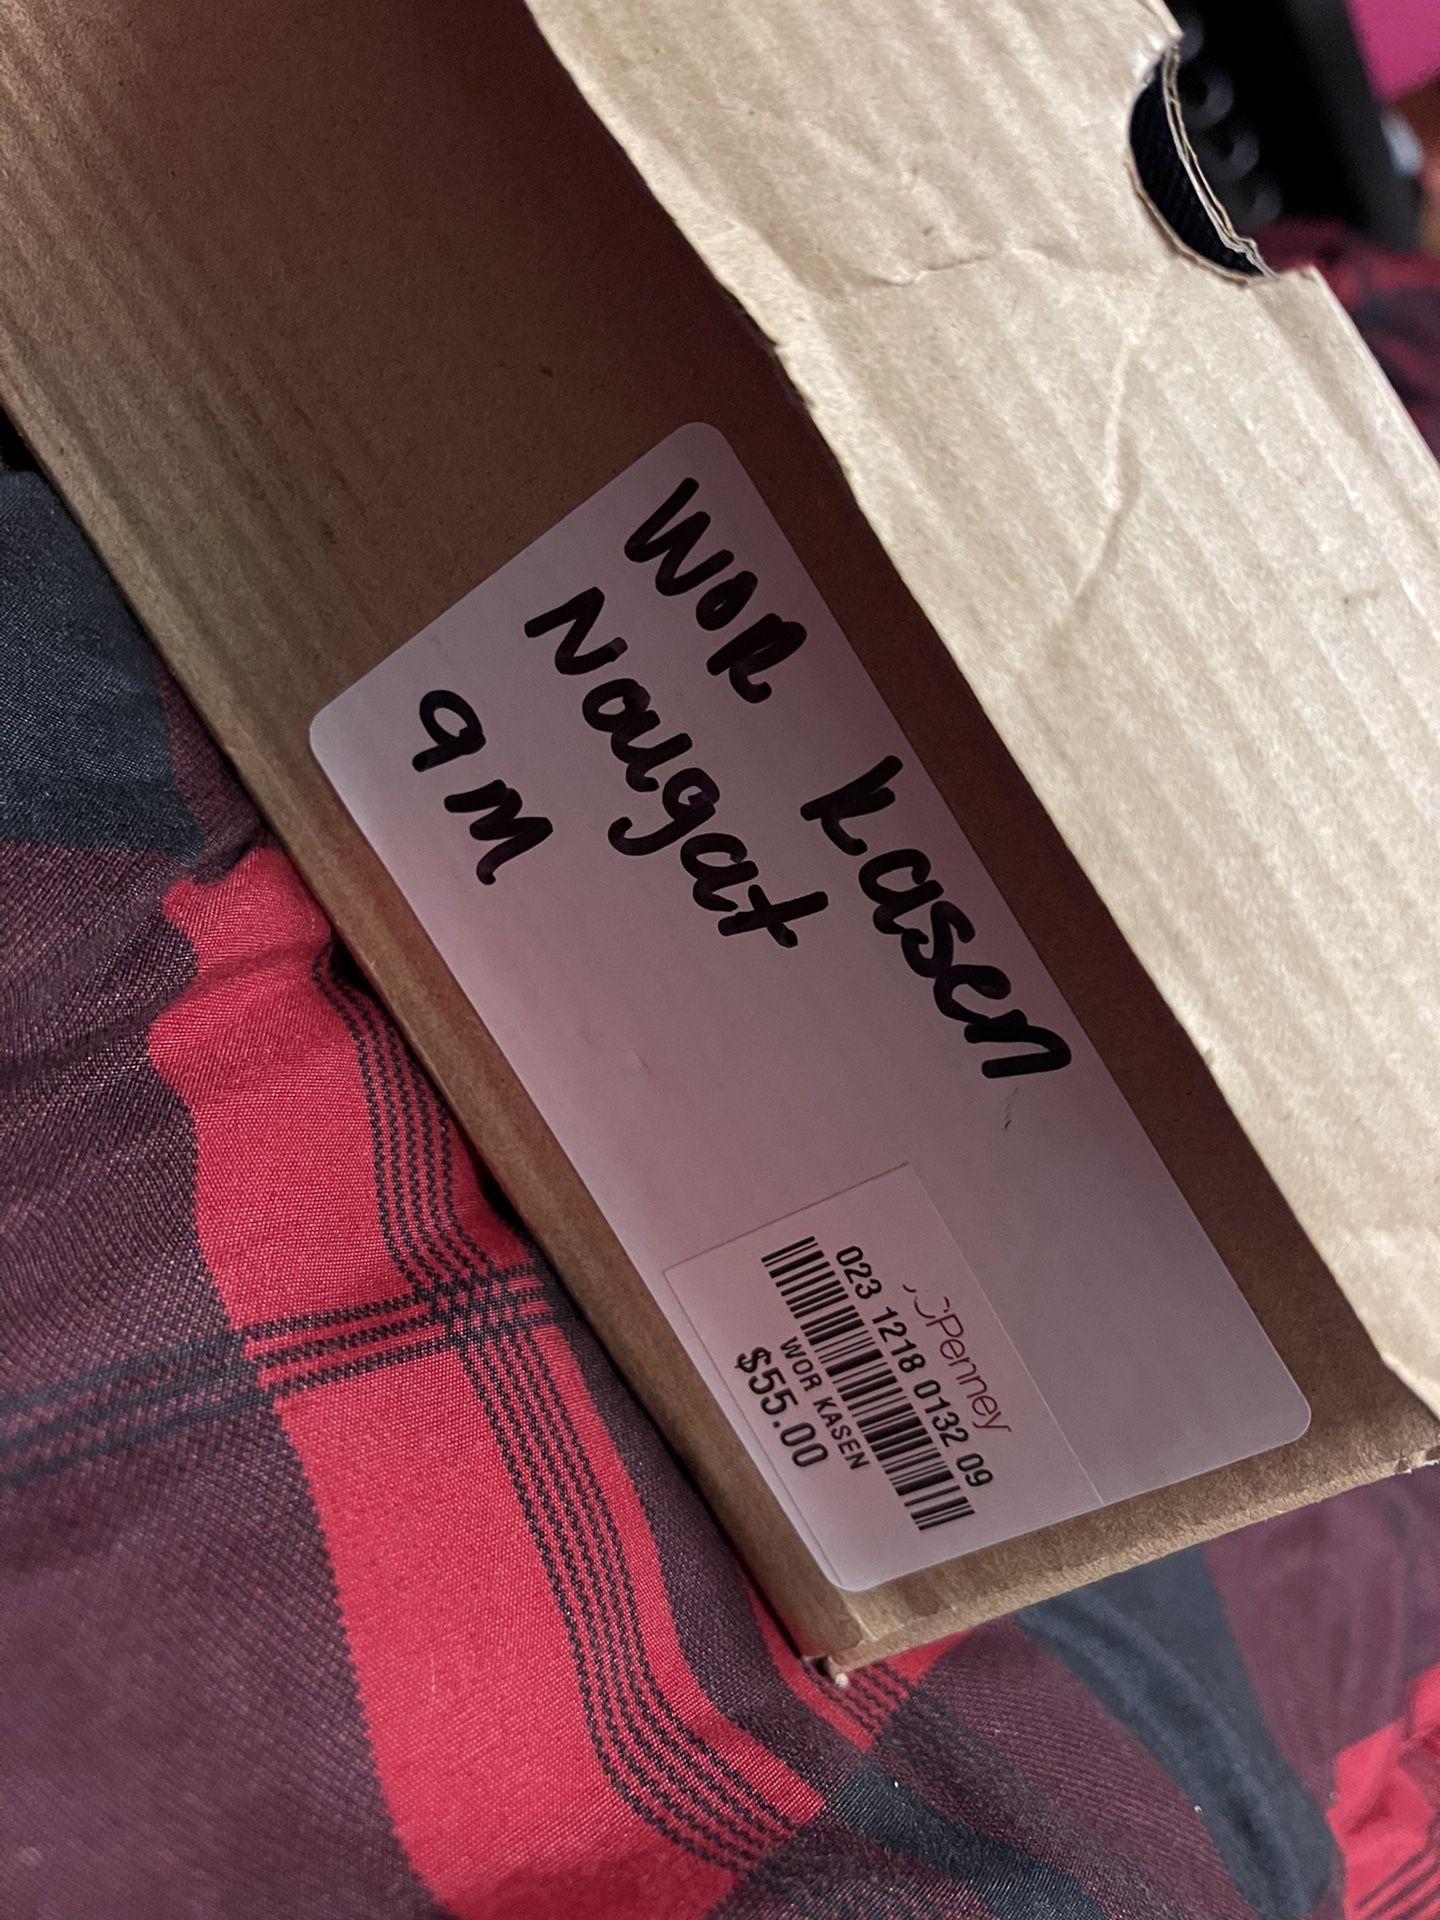 WOR Kasen
Nougat
9 M
JCPenney
023 1218 0132 09
WOR KASEN
$55.00